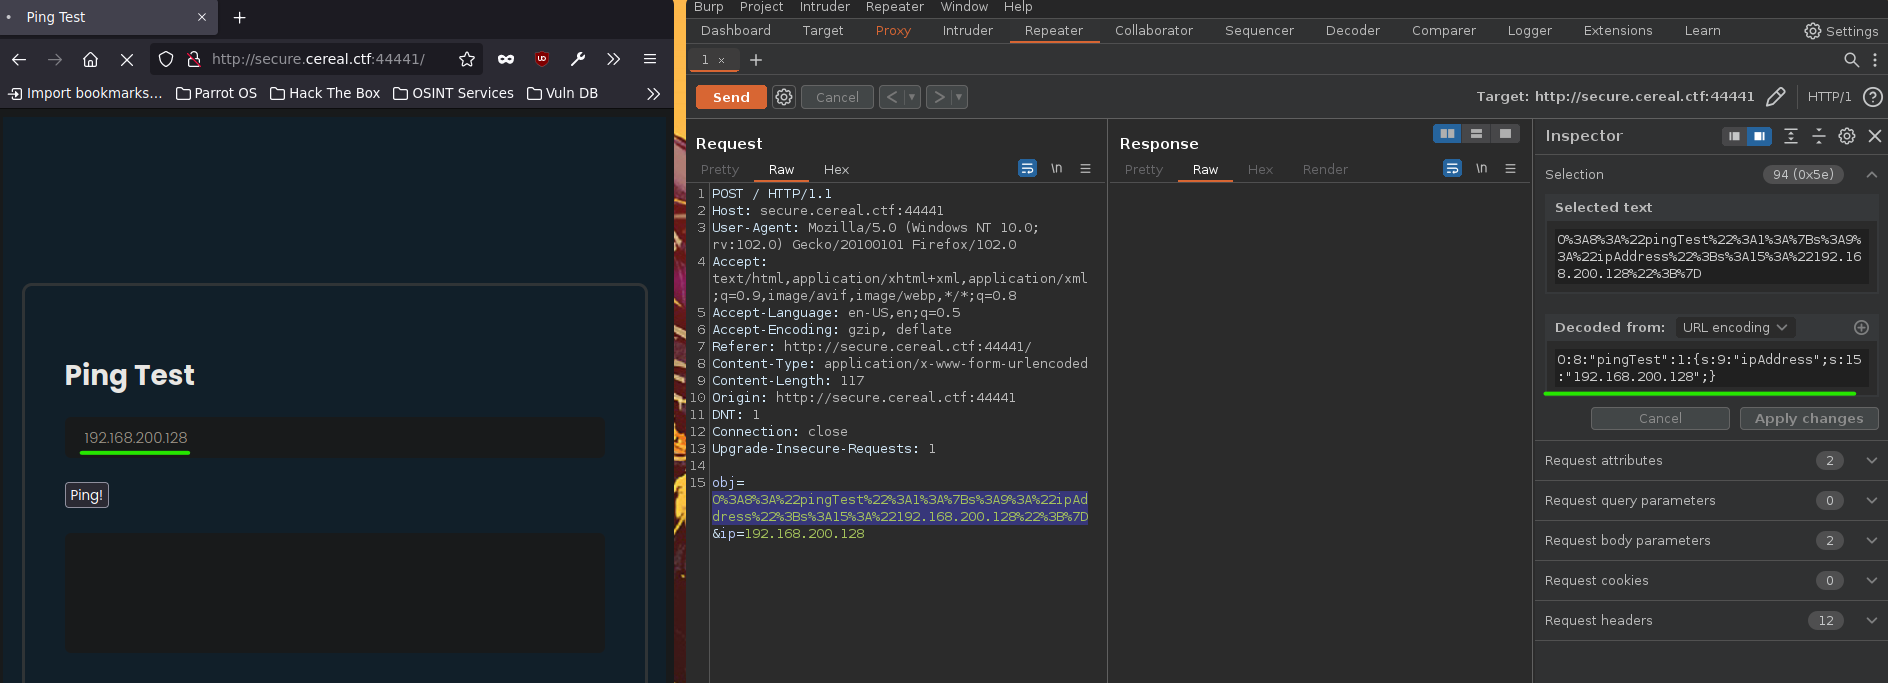 Ping Test
http://secure.cereal.ctf:44441/
Import bookmarks...
Parrot OS
Hack The Box
OSINT Services
Vuln DB
Ping Test
192.168.200.128
Ping!
Burp Project Intruder Repeater Window Help
Dashboard Target Proxy Intruder Repeater Collaborator Sequencer Decoder Comparer Logger Extensions Learn Settings
1 × +
Send Cancel < > Target: http://secure.cereal.ctf:44441 HTTP/1 ?
Request
Pretty Raw Hex \n
1 POST / HTTP/1.1
2 Host: secure.cereal.ctf:44441
3 User-Agent: Mozilla/5.0 (Windows NT 10.0;
rv:102.0) Gecko/20100101 Firefox/102.0
4 Accept:
text/html,application/xhtml+xml,application/xml
;q=0.9,image/avif,image/webp,*/*;q=0.8
5 Accept-Language: en-US,en;q=0.5
6 Accept-Encoding: gzip, deflate
7 Referer: http://secure.cereal.ctf:44441/
8 Content-Type: application/x-www-form-urlencoded
9 Content-Length: 117
10 Origin: http://secure.cereal.ctf:44441
11 DNT: 1
12 Connection: close
13 Upgrade-Insecure-Requests: 1
14
15 obj=
O%3A8%3A%22pingTest%22%3A1%3A%7Bs%3A9%3A%22ipAd
dress%22%3Bs%3A15%3A%22192.168.200.128%22%3B%7D
&ip=192.168.200.128
Response
Pretty Raw Hex Render \n
Inspector
Selection 94 (0x5e)
Selected text
O%3A8%3A%22pingTest%22%3A1%3A%7Bs%3A9%
3A%22ipAddress%22%3Bs%3A15%3A%22192.16
8.200.128%22%3B%7D
Decoded from: URL encoding
O:8:"pingTest":1:{s:9:"ipAddress";s:15
:"192.168.200.128";}
Cancel Apply changes
Request attributes 2
Request query parameters 0
Request body parameters 2
Request cookies 0
Request headers 12